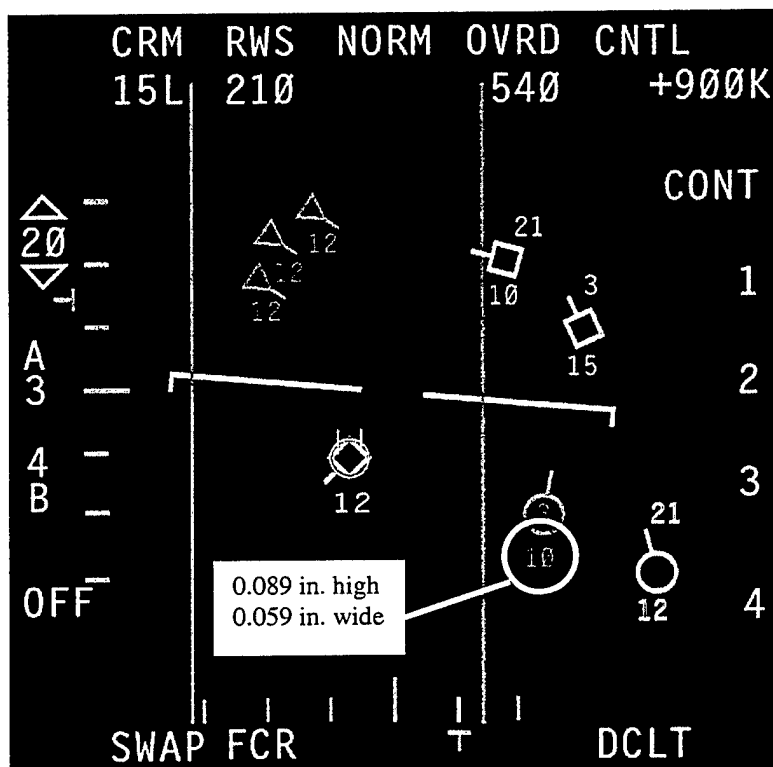 CRM RWS NORM OVRD CNTL
15L 210 540 +900K
CONT
20
21
12
12
10
3
1
12
15
A
3
2
4
B
12
3
21
10
0.089 in. high
0.059 in. wide
OFF
12
4
SWAP FCR DCLT